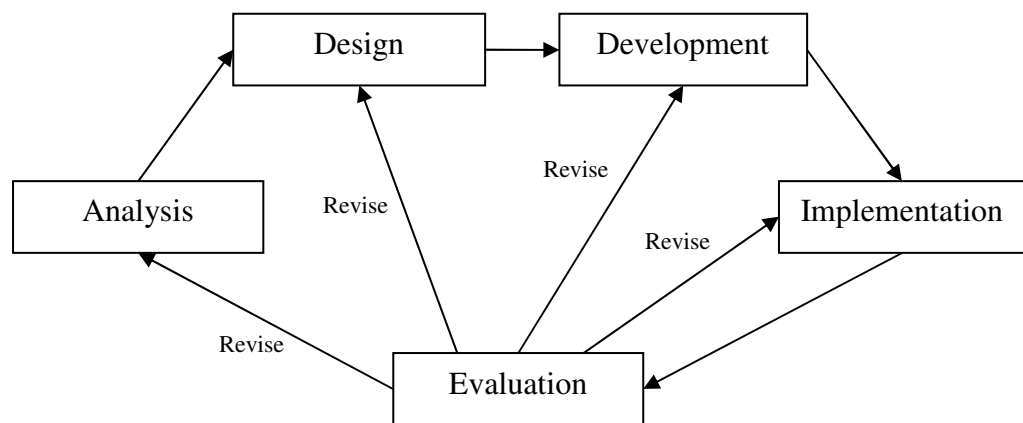 Design
Development
Revise
Analysis
Revise
Implementation
Revise
Revise
Evaluation